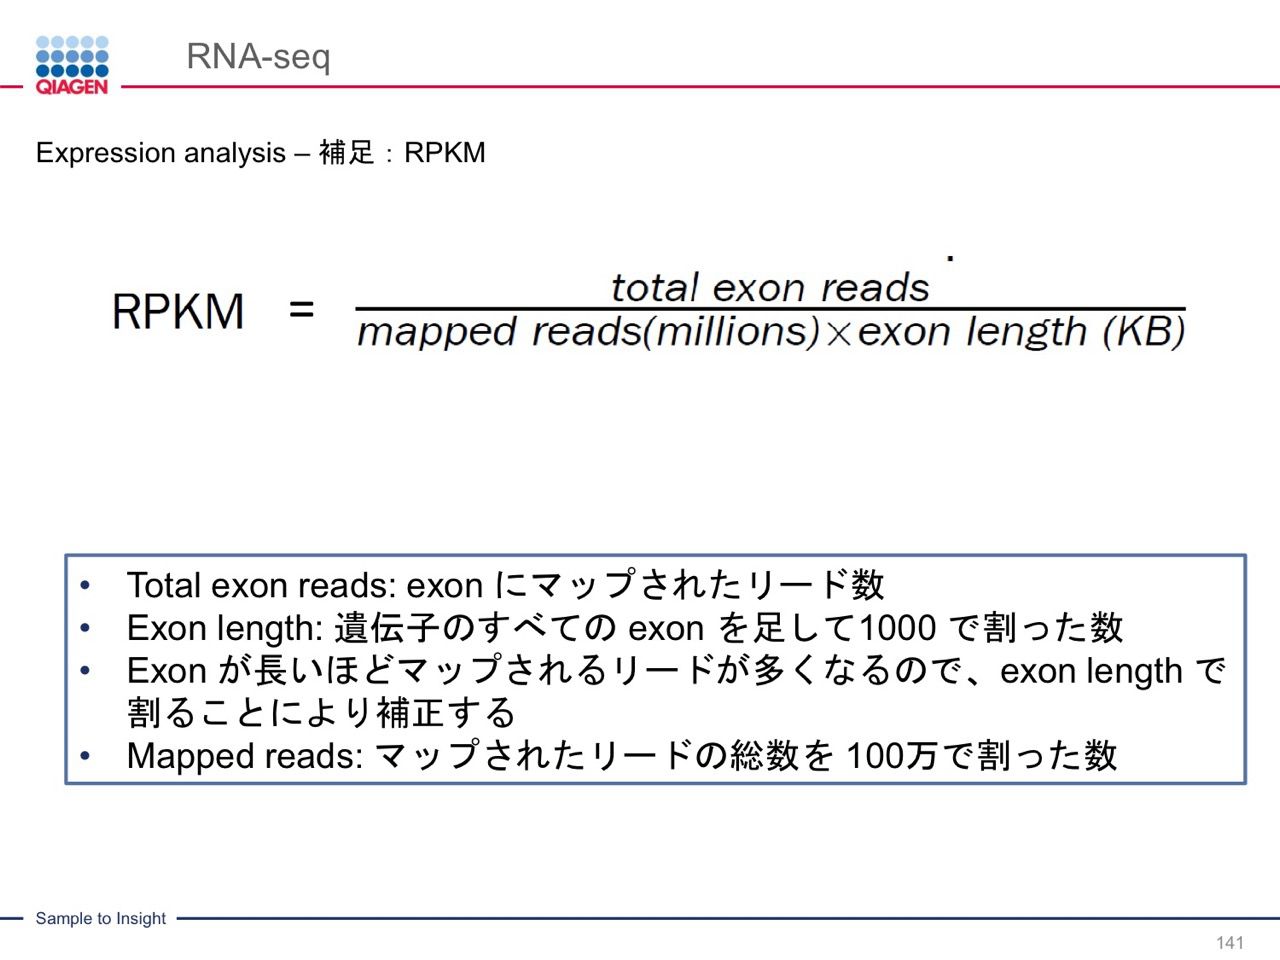 QIAGEN
RNA-seq
Expression analysis – 補足：RPKM
.
RPKM = total exon reads
mapped reads(millions)×exon length (KB)
• Total exon reads: exon にマップされたリード数
• Exon length: 遺伝子のすべての exon を足して1000 で割った数
• Exon が長いほどマップされるリードが多くなるので、exon length で
割ることにより補正する
• Mapped reads: マップされたリードの総数を 100万で割った数
Sample to Insight
141